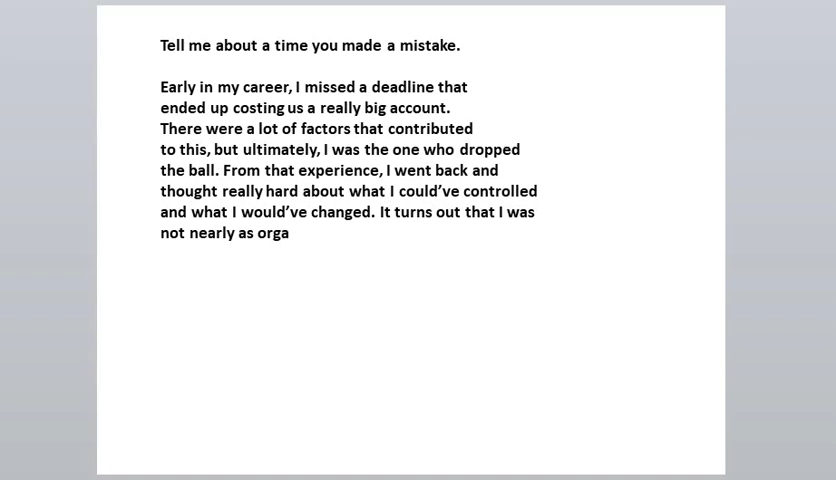 Tell me about a time you made a mistake.
Early in my career, I missed a deadline that
ended up costing us a really big account.
There were a lot of factors that contributed
to this, but ultimately, I was the one who dropped
the ball. From that experience, I went back and
thought really hard about what I could’ve controlled
and what I would’ve changed. It turns out that I was
not nearly as orga